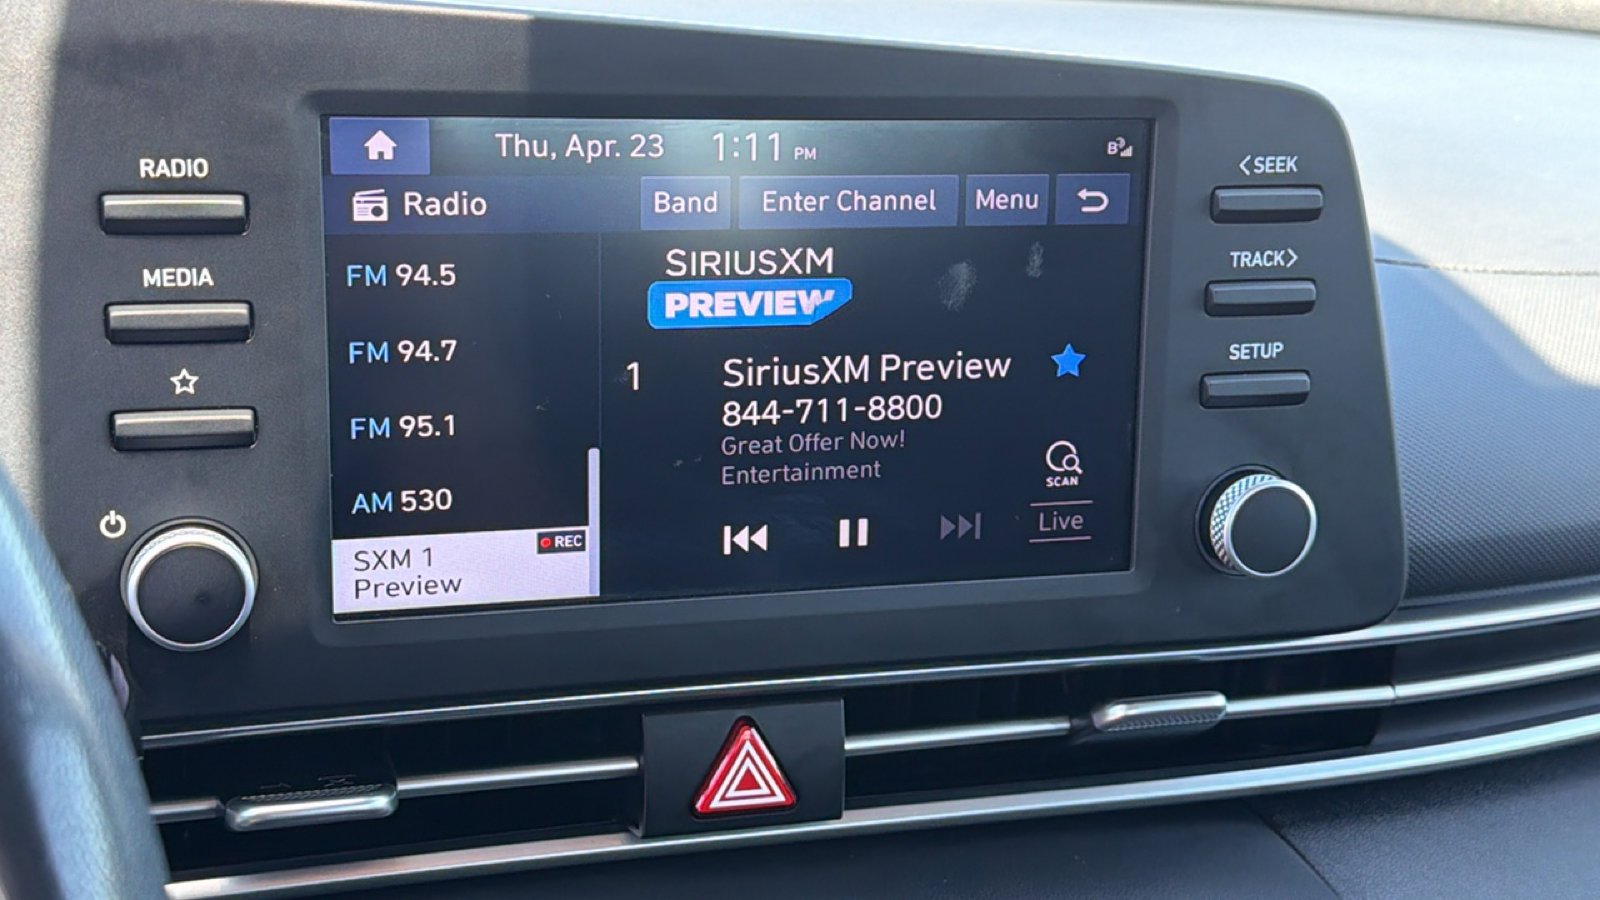 RADIO
MEDIA
Thu, Apr. 23 1:11 PM
Radio
Band
Enter Channel
Menu
FM 94.5
FM 94.7
FM 95.1
AM 530
SXM 1
REC
Preview
SIRIUSXM
PREVIEW
1
SiriusXM Preview
844-711-8800
Great Offer Now!
Entertainment
SCAN
Live
<SEEK
TRACK>
SETUP